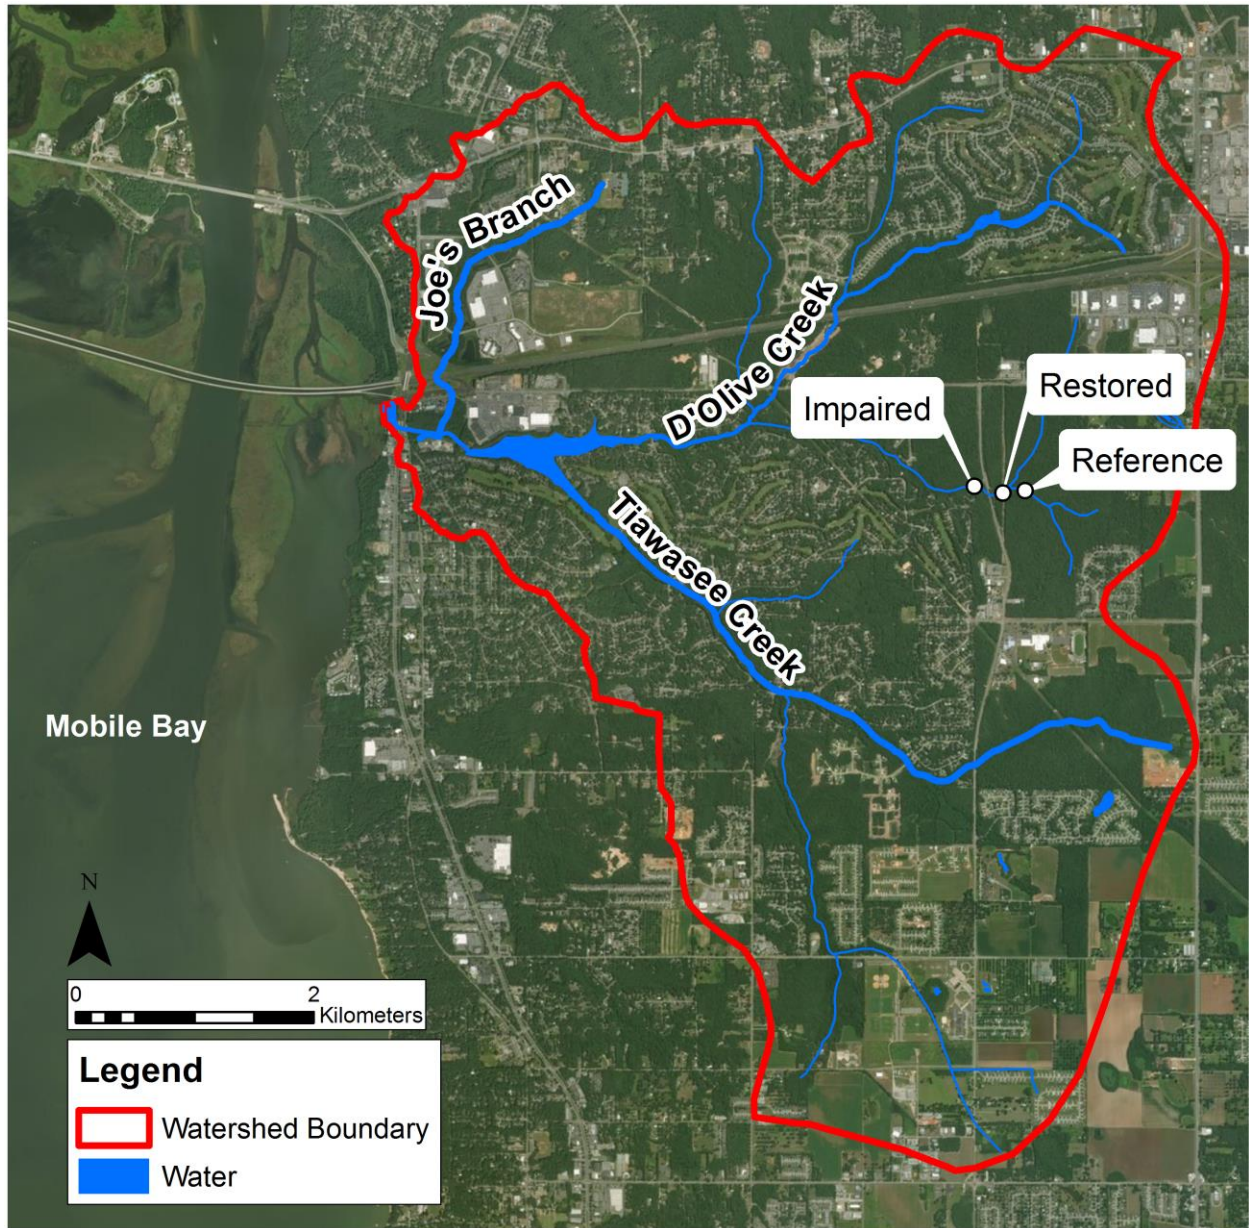 Joe's Branch
D'Olive Creek
Restored
Impaired
Reference
Tiawasee Creek
Mobile Bay
N
0 2
Kilometers
Legend
Watershed Boundary
Water